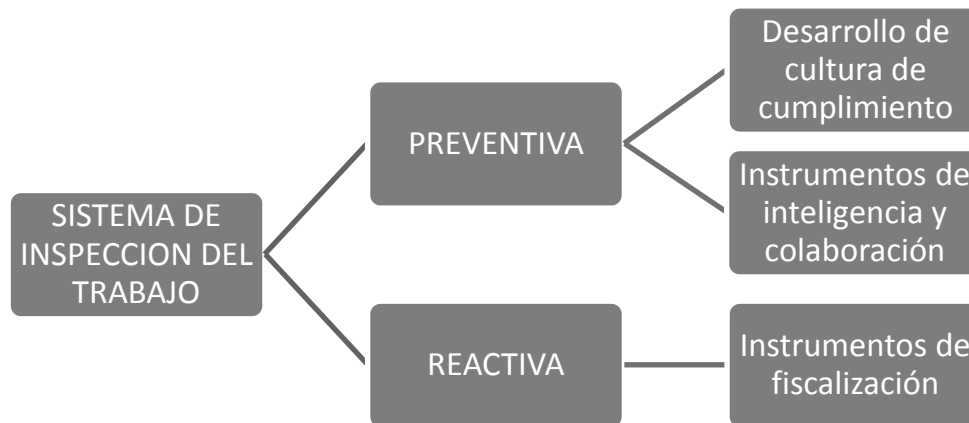 SISTEMA DE
INSPECCION DEL
TRABAJO
PREVENTIVA
Desarrollo de
cultura de
cumplimiento
Instrumentos de
inteligencia y
colaboración
REACTIVA
Instrumentos de
fiscalización